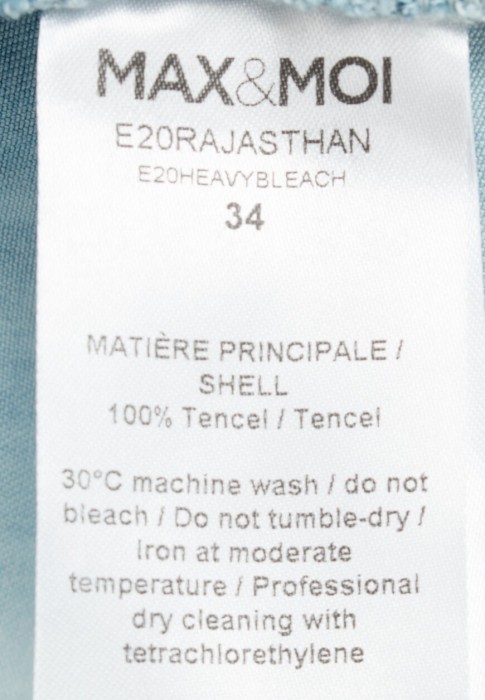 MAX&MOI
E20RAJASTHAN
E20HEAVYBLEACH
34
MATIÈRE PRINCIPALE /
SHELL
100% Tencel / Tencel
30°C machine wash / do not
bleach / Do not tumble-dry /
Iron at moderate
temperature / Professional
dry cleaning with
tetrachlorethylene